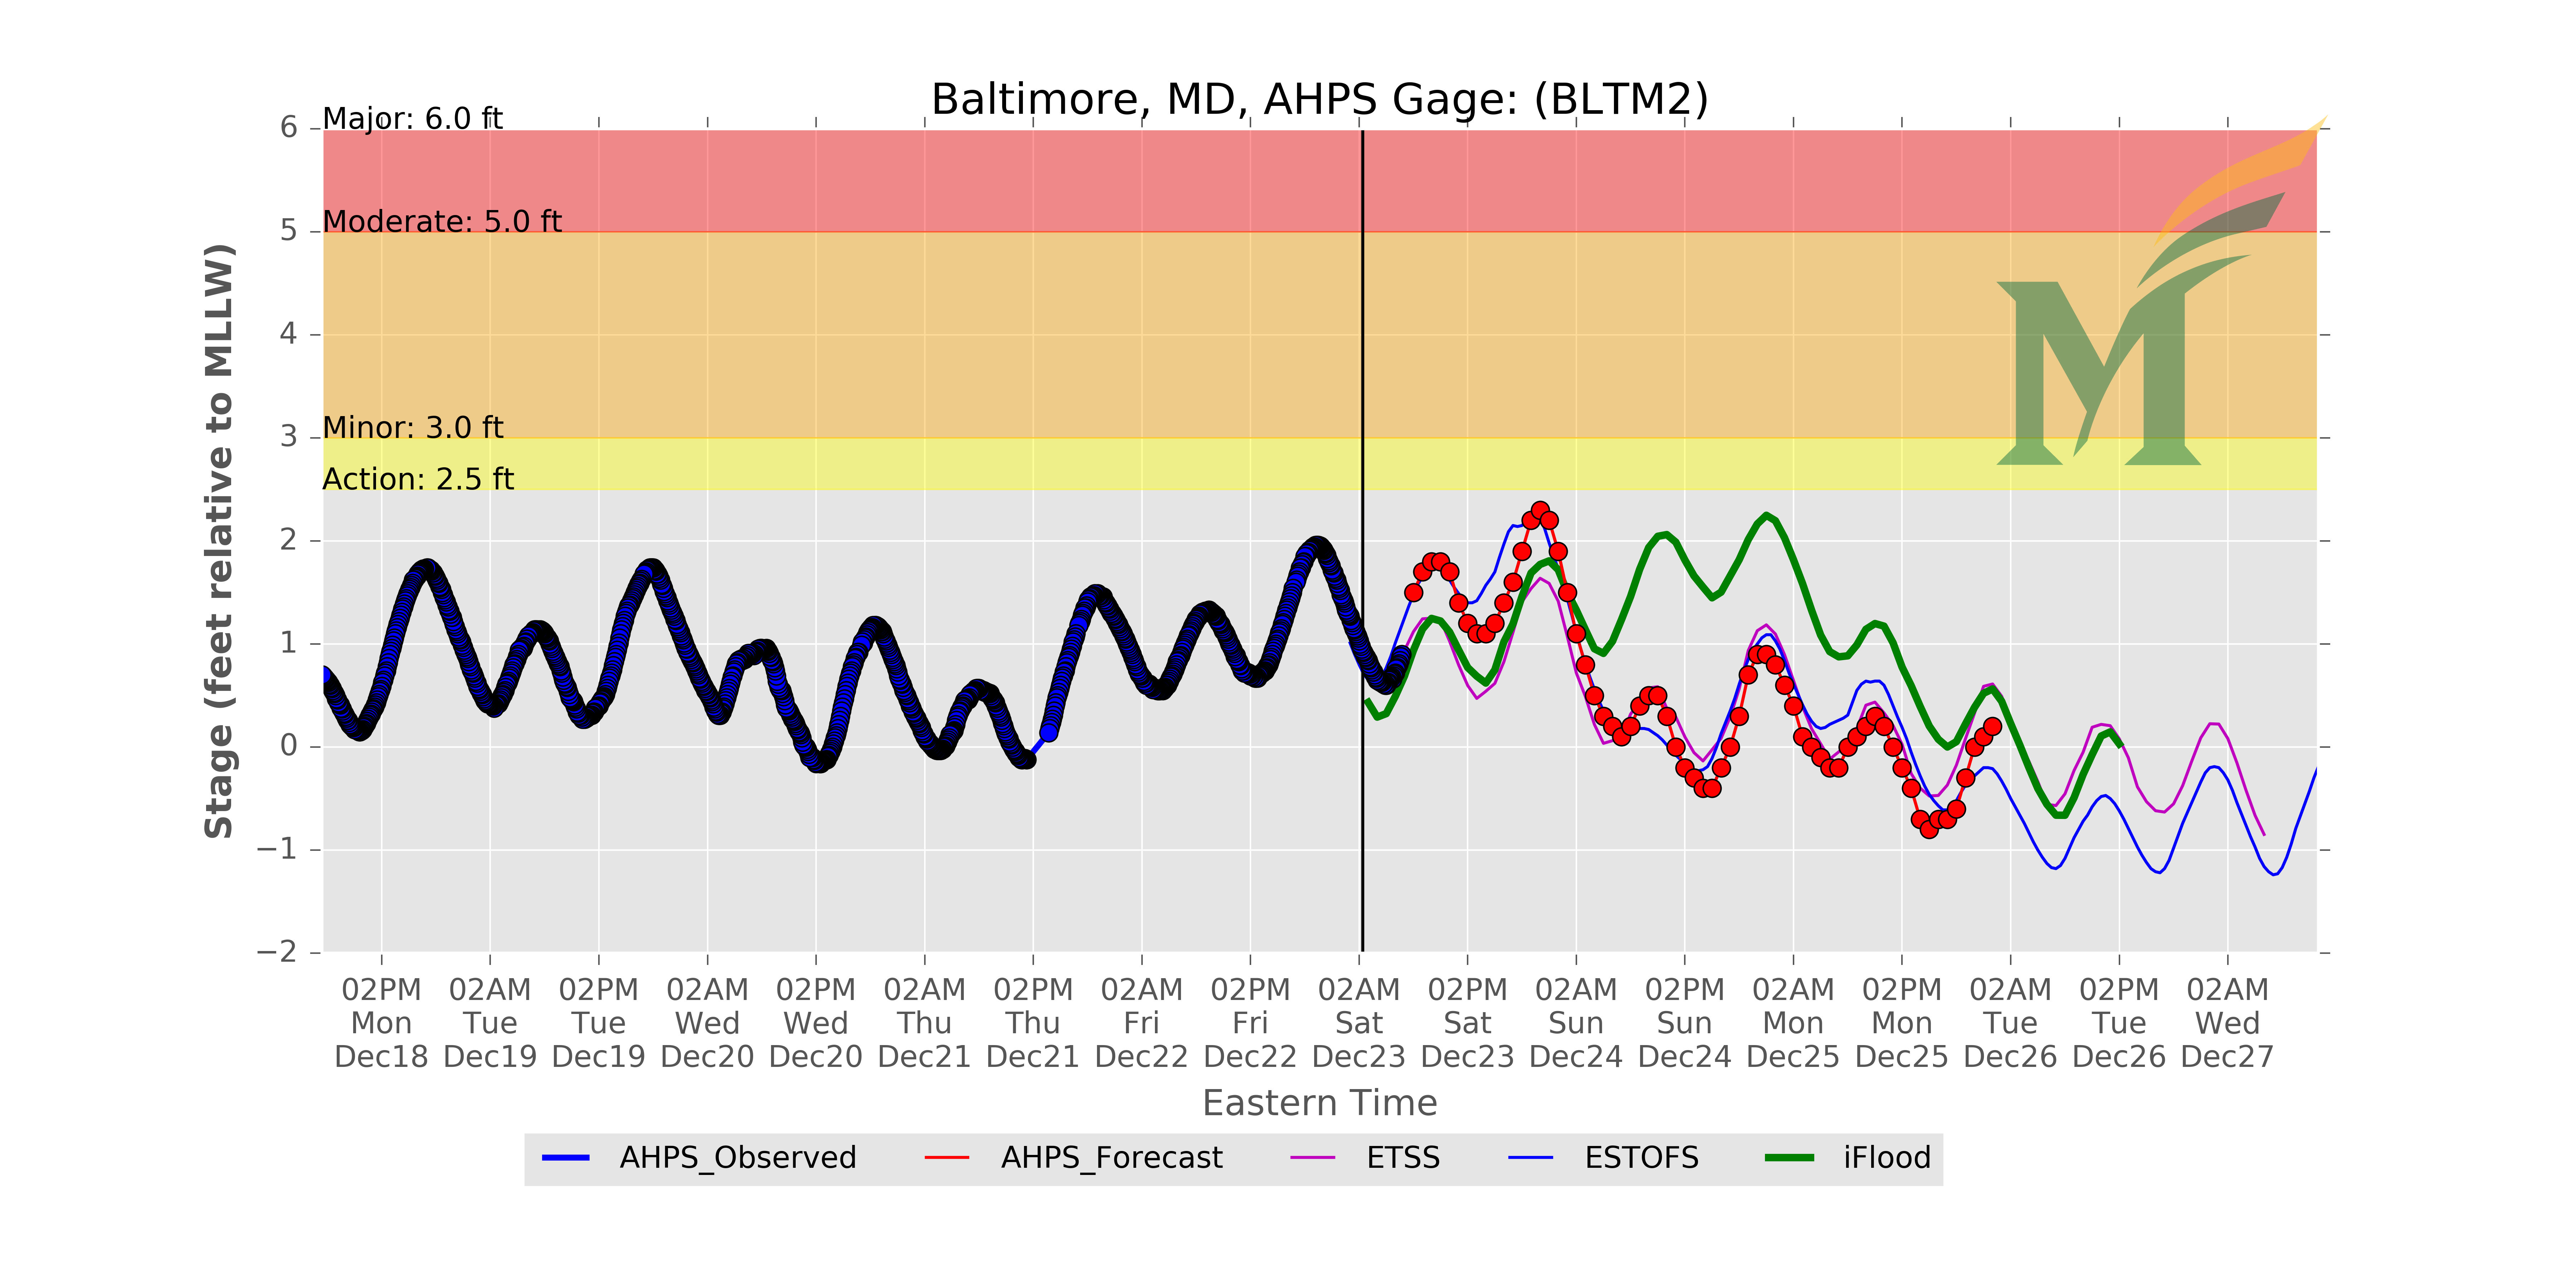 Baltimore, MD, AHPS Gage: (BLTM2)
Major: 6.0 ft
Moderate: 5.0 ft
Minor: 3.0 ft
Action: 2.5 ft
6
5
4
3
2
1
0
−1
−2
Stage (feet relative to MLLW)
02PM Mon Dec18
02AM Tue Dec19
02PM Tue Dec19
02AM Wed Dec20
02PM Wed Dec20
02AM Thu Dec21
02PM Thu Dec21
02AM Fri Dec22
02PM Fri Dec22
02AM Sat Dec23
02PM Sat Dec23
02AM Sun Dec24
02PM Sun Dec24
02AM Mon Dec25
02PM Mon Dec25
02AM Tue Dec26
02PM Tue Dec26
02AM Wed Dec27
Eastern Time
AHPS_Observed
AHPS_Forecast
ETSS
ESTOFS
iFlood
M